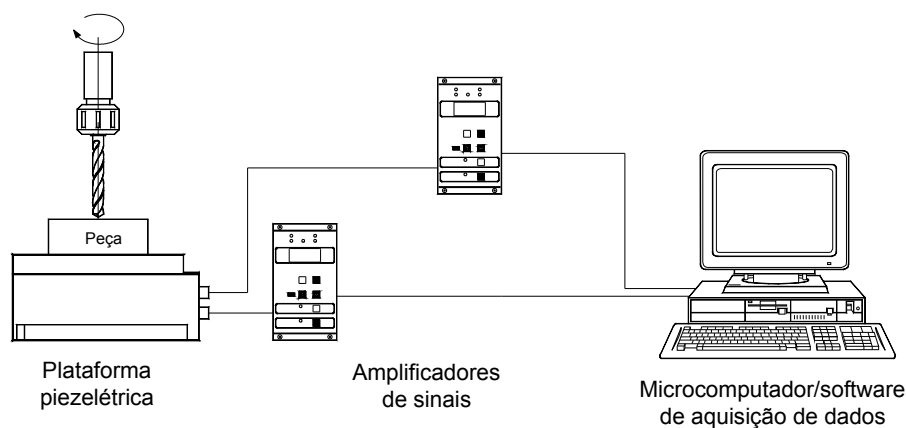 Peça
Plataforma
piezelétrica
Amplificadores
de sinais
Microcomputador/software
de aquisição de dados